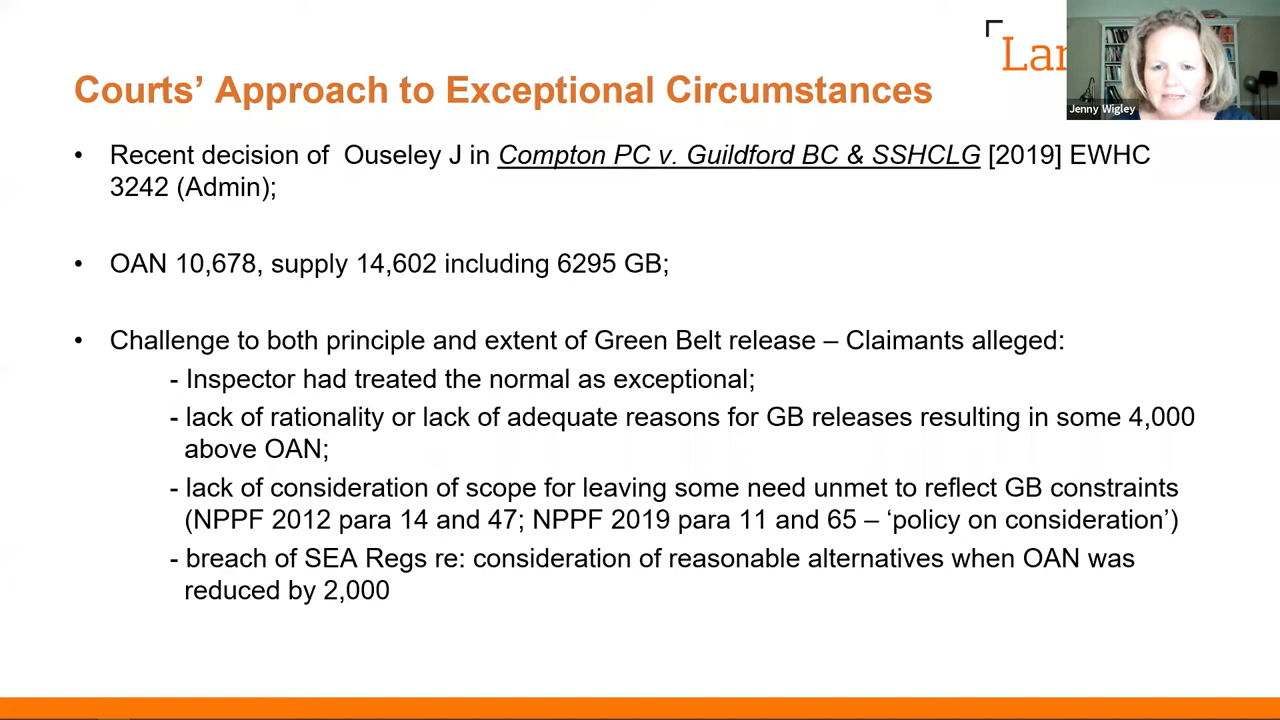 Lan
Jenny Wigley
Courts' Approach to Exceptional Circumstances
• Recent decision of Ouseley J in Compton PC v. Guildford BC & SSHCLG [2019] EWHC
3242 (Admin);
• OAN 10,678, supply 14,602 including 6295 GB;
• Challenge to both principle and extent of Green Belt release – Claimants alleged:
- Inspector had treated the normal as exceptional;
- lack of rationality or lack of adequate reasons for GB releases resulting in some 4,000
above OAN;
- lack of consideration of scope for leaving some need unmet to reflect GB constraints
(NPPF 2012 para 14 and 47; NPPF 2019 para 11 and 65 – 'policy on consideration')
- breach of SEA Regs re: consideration of reasonable alternatives when OAN was
reduced by 2,000